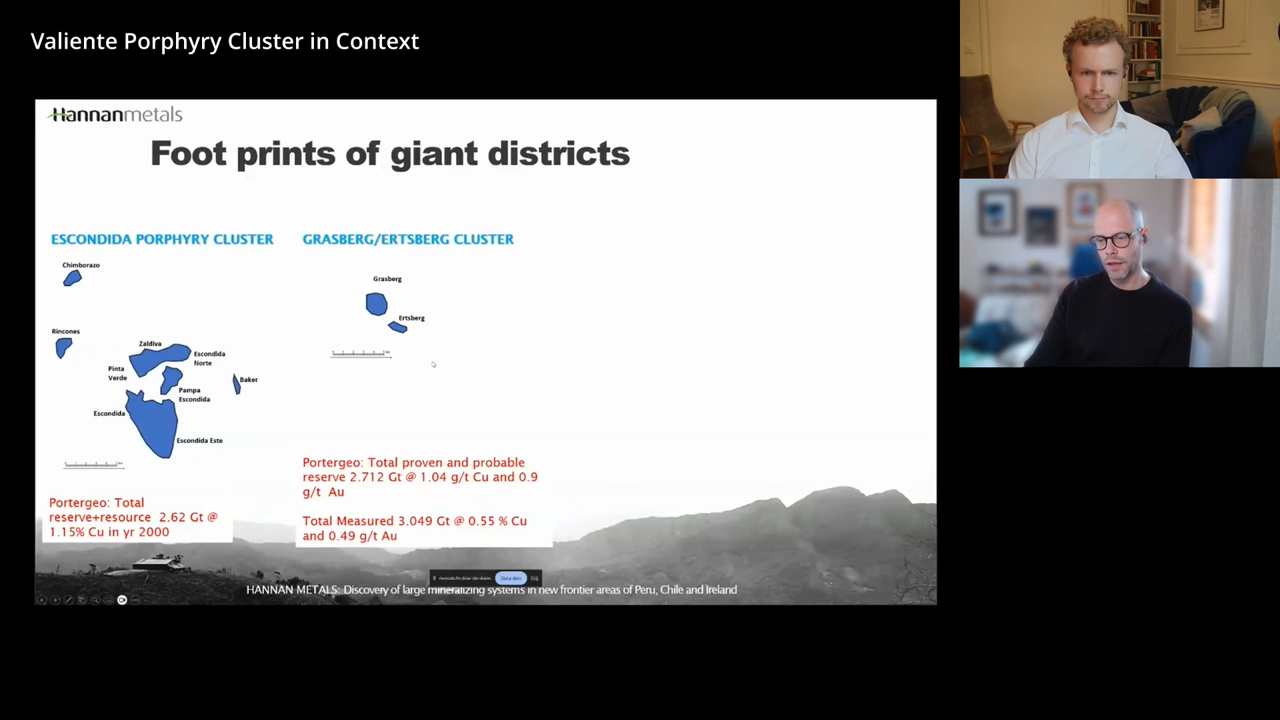 Valiente Porphyry Cluster in Context
Hannanmetals
Foot prints of giant districts
ESCONDIDA PORPHYRY CLUSTER
GRASBERG/ERTSBERG CLUSTER
Chimborazo
Rincones
Zaldiva
Escondida
Norte
Pinta
Verde
Baker
Pampa
Escondida
Escondida
Escondida Este
Grasberg
Ertsberg
Portergeo: Total
reserve+resource 2.62 Gt @
1.15% Cu in yr 2000
Portergeo: Total proven and probable
reserve 2.712 Gt @ 1.04 g/t Cu and 0.9
g/t Au
Total Measured 3.049 Gt @ 0.55 % Cu
and 0.49 g/t Au
HANNAN METALS: Discovery of large mineralizing systems in new frontier areas of Peru, Chile and Ireland